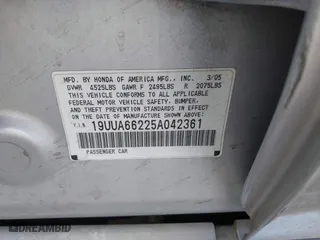 MFD. BY HONDA OF AMERICA MFG., INC. 3/05
GVWR 4525LBS GAWR F 2495LBS R 2075LBS
THIS VEHICLE CONFORMS TO ALL APPLICABLE
FEDERAL MOTOR VEHICLE SAFETY, BUMPER,
AND THEFT PREVENTION STANDARDS IN EFFECT
ON THE DATE OF MANUFACTURE SHOWN ABOVE.
V.I.N. 19UUA66225A042361
PASSENGER CAR